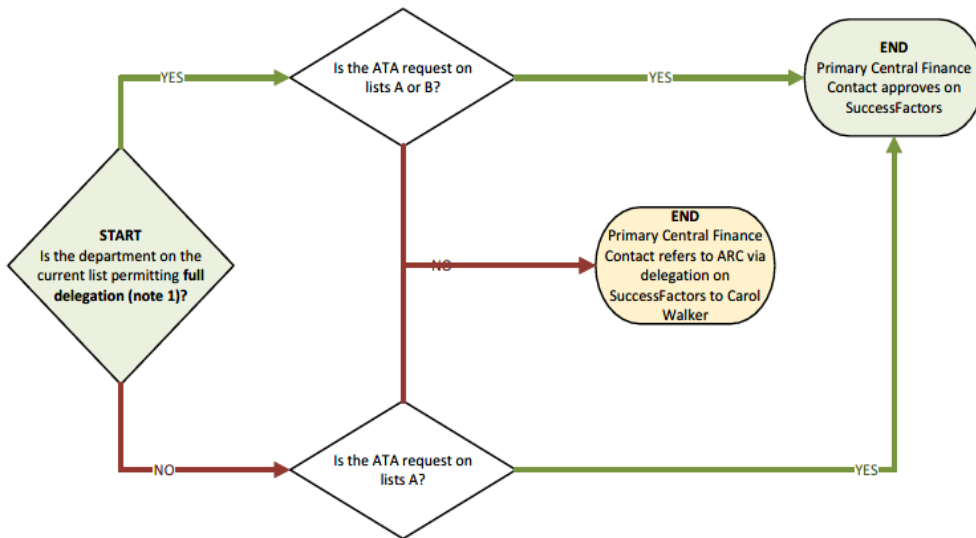 Is the ATA request on
lists A or B?
YES
YES
END
Primary Central Finance
Contact approves on
SuccessFactors
START
Is the department on the
current list permitting full
delegation (note 1)?
END
Primary Central Finance
Contact refers to ARC via
delegation on
SuccessFactors to Carol
Walker
NO
NO
Is the ATA request on
lists A?
YES